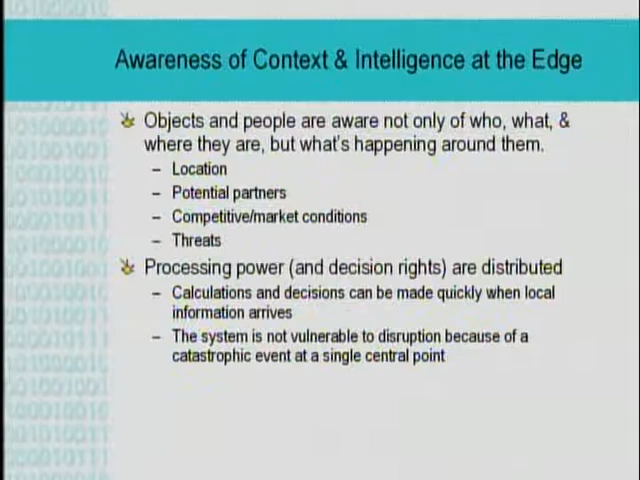 Awareness of Context & Intelligence at the Edge
Objects and people are aware not only of who, what, &
where they are, but what's happening around them.
– Location
– Potential partners
– Competitive/market conditions
– Threats
Processing power (and decision rights) are distributed
– Calculations and decisions can be made quickly when local
information arrives
– The system is not vulnerable to disruption because of a
catastrophic event at a single central point